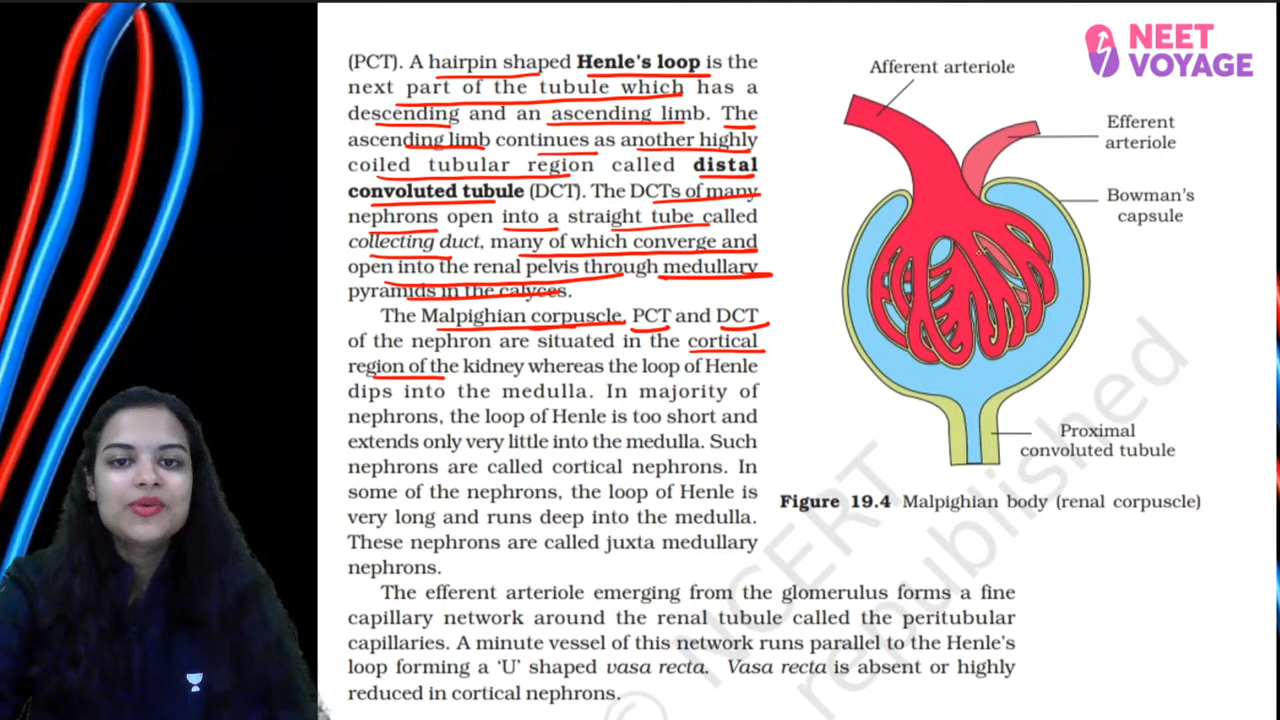 (PCT). A hairpin shaped Henle's loop is the
next part of the tubule which has a
descending and an ascending limb. The
ascending limb continues as another highly
coiled tubular region called distal
convoluted tubule (DCT). The DCTs of many
nephrons open into a straight tube called
collecting duct, many of which converge and
open into the renal pelvis through medullary
pyramids in the calyces.
The Malpighian corpuscle, PCT and DCT
of the nephron are situated in the cortical
region of the kidney whereas the loop of Henle
dips into the medulla. In majority of
nephrons, the loop of Henle is too short and
extends only very little into the medulla. Such
nephrons are called cortical nephrons. In
some of the nephrons, the loop of Henle is
very long and runs deep into the medulla.
These nephrons are called juxta medullary
nephrons.
The efferent arteriole emerging from the glomerulus forms a fine
capillary network around the renal tubule called the peritubular
capillaries. A minute vessel of this network runs parallel to the Henle's
loop forming a 'U' shaped vasa recta. Vasa recta is absent or highly
reduced in cortical nephrons.
NEET
VOYAGE
Afferent arteriole
Efferent
arteriole
Bowman's
capsule
Proximal
convoluted tubule
Figure 19.4 Malpighian body (renal corpuscle)
© NCERT
republished